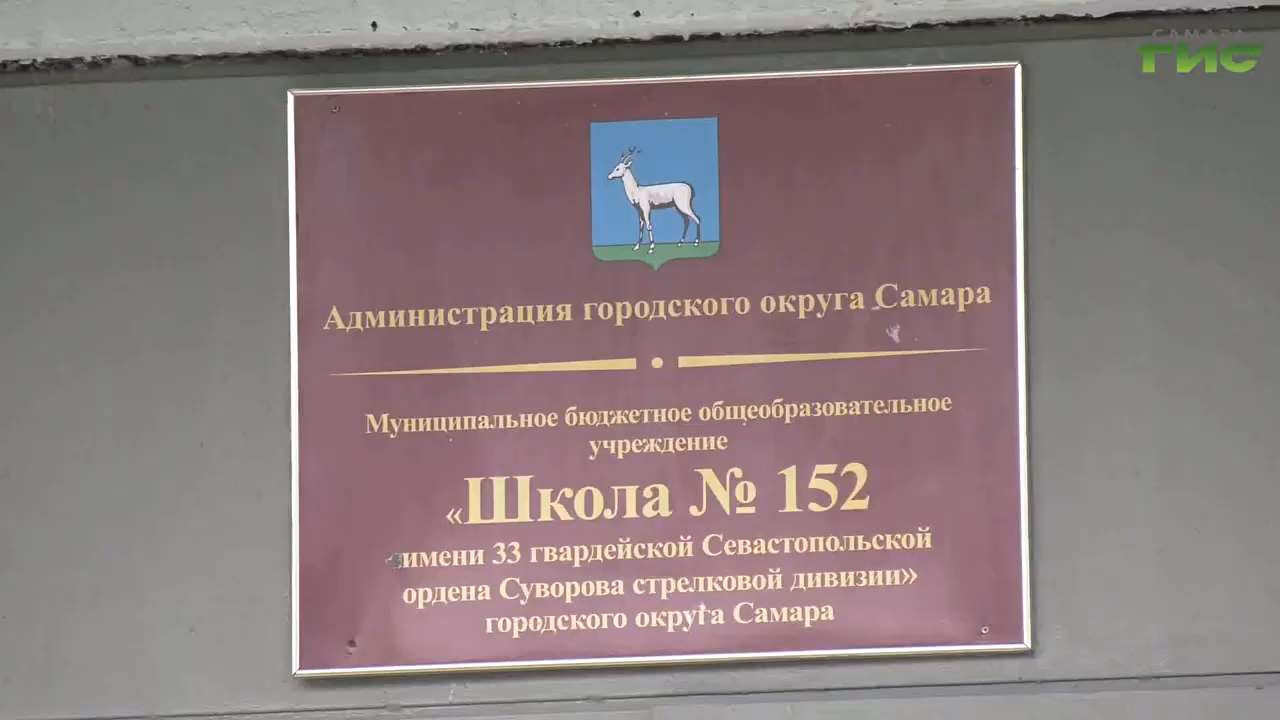 САМАРА
ГИС
Администрация городского округа Самара
Муниципальное бюджетное общеобразовательное
учреждение
«Школа № 152
имени 33 гвардейской Севастопольской
ордена Суворова стрелковой дивизии»
городского округа Самара